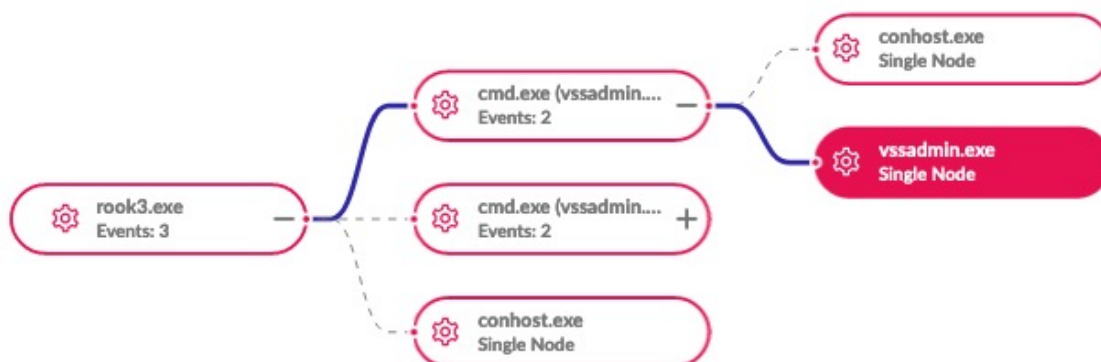 conhost.exe
Single Node
cmd.exe (vssadmin....
Events: 2
vssadmin.exe
Single Node
rook3.exe
Events: 3
cmd.exe (vssadmin....
Events: 2
conhost.exe
Single Node